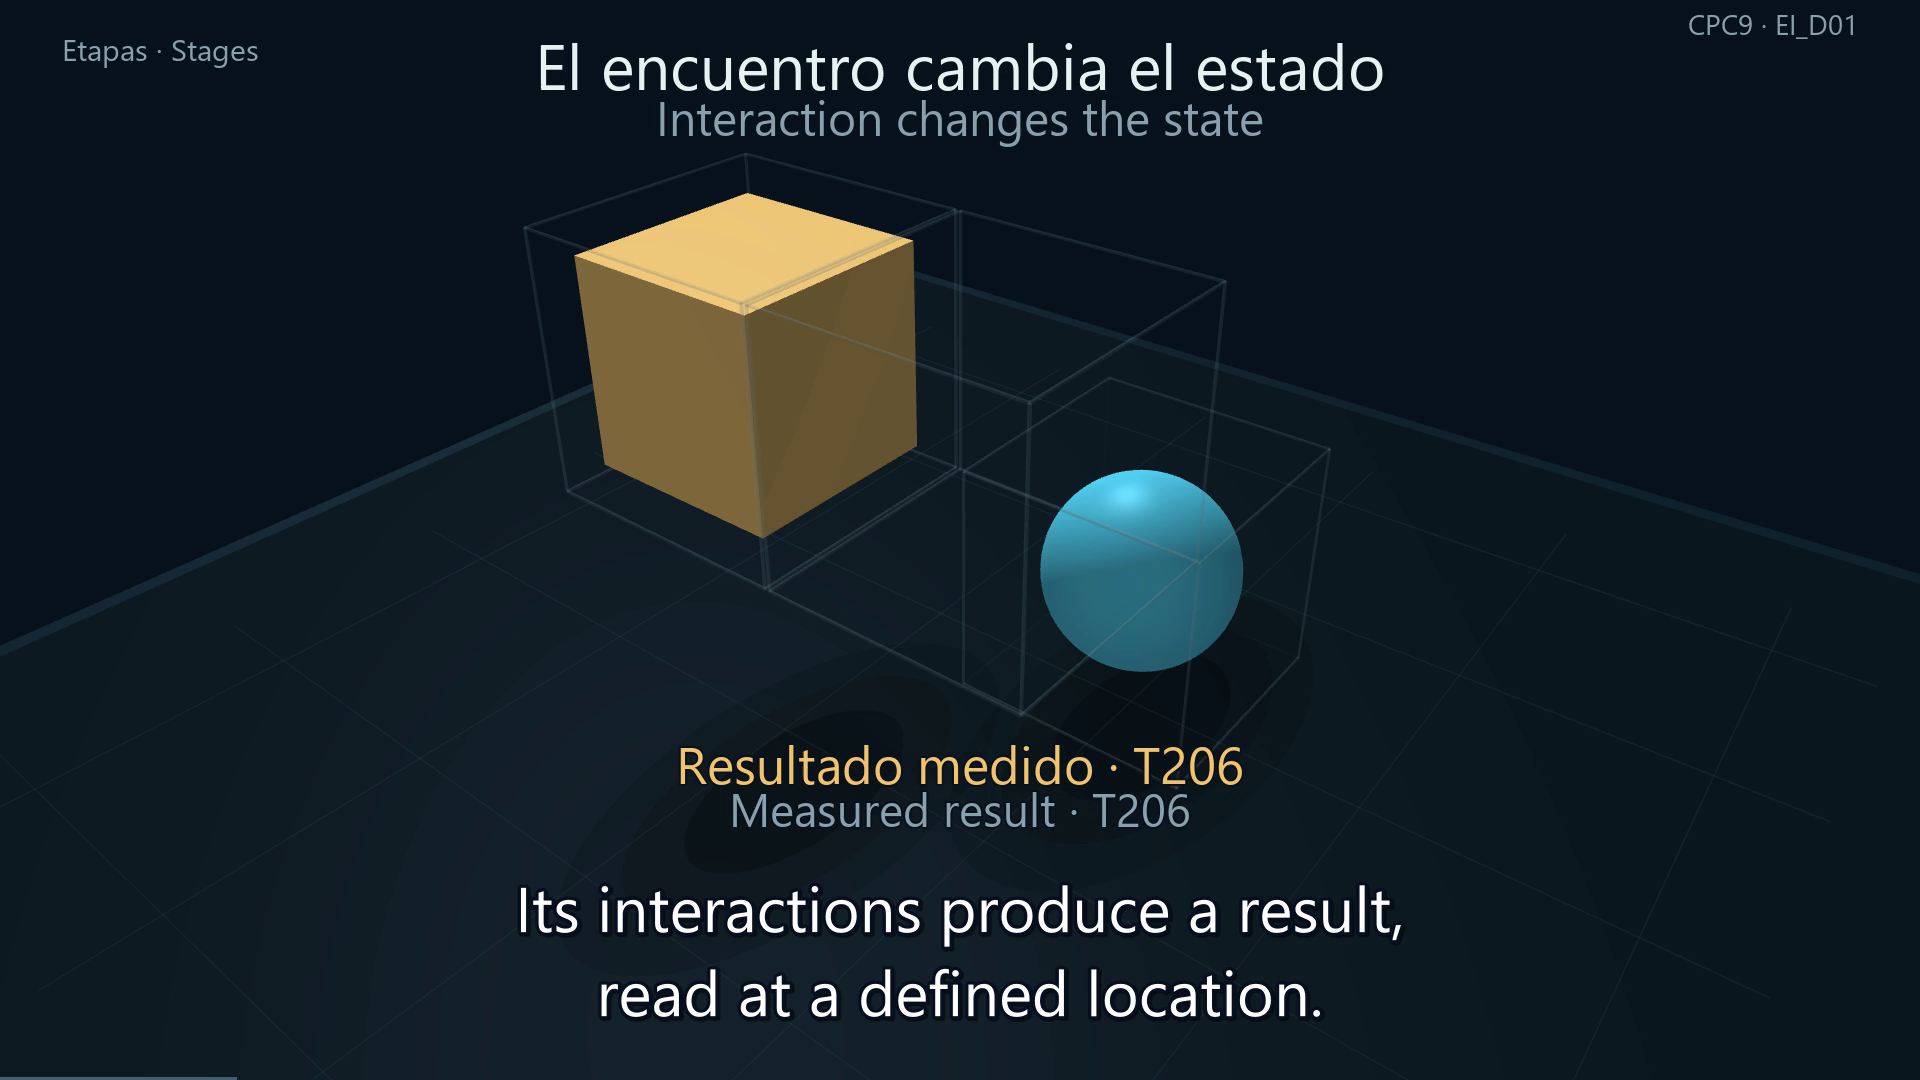 Etapas · Stages
CPC9 · EI_D01
El encuentro cambia el estado
Interaction changes the state
Resultado medido · T206
Measured result · T206
Its interactions produce a result,
read at a defined location.